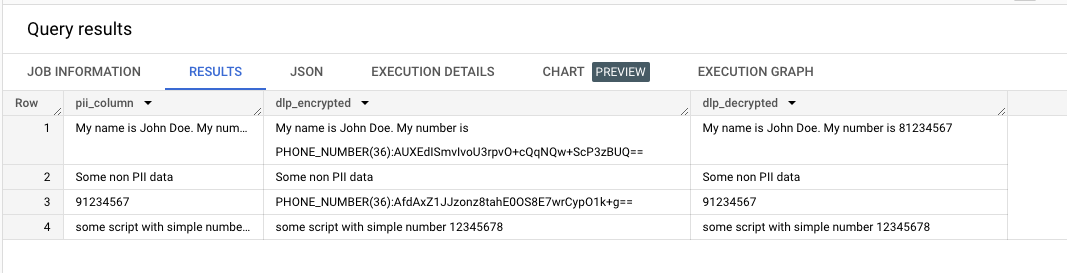 Query results
JOB INFORMATION RESULTS JSON EXECUTION DETAILS CHART PREVIEW EXECUTION GRAPH
Row pii_column dlp_encrypted dlp_decrypted
1 My name is John Doe. My num... My name is John Doe. My number is My name is John Doe. My number is 81234567
PHONE_NUMBER(36):AUXEdISmvIvoU3rpvO+cQqNQw+ScP3zBUQ==
2 Some non PII data Some non PII data Some non PII data
3 91234567 PHONE_NUMBER(36):AfdAxZ1JJzonz8tahE0OS8E7wrCypO1k+g== 91234567
4 some script with simple numbe... some script with simple number 12345678 some script with simple number 12345678